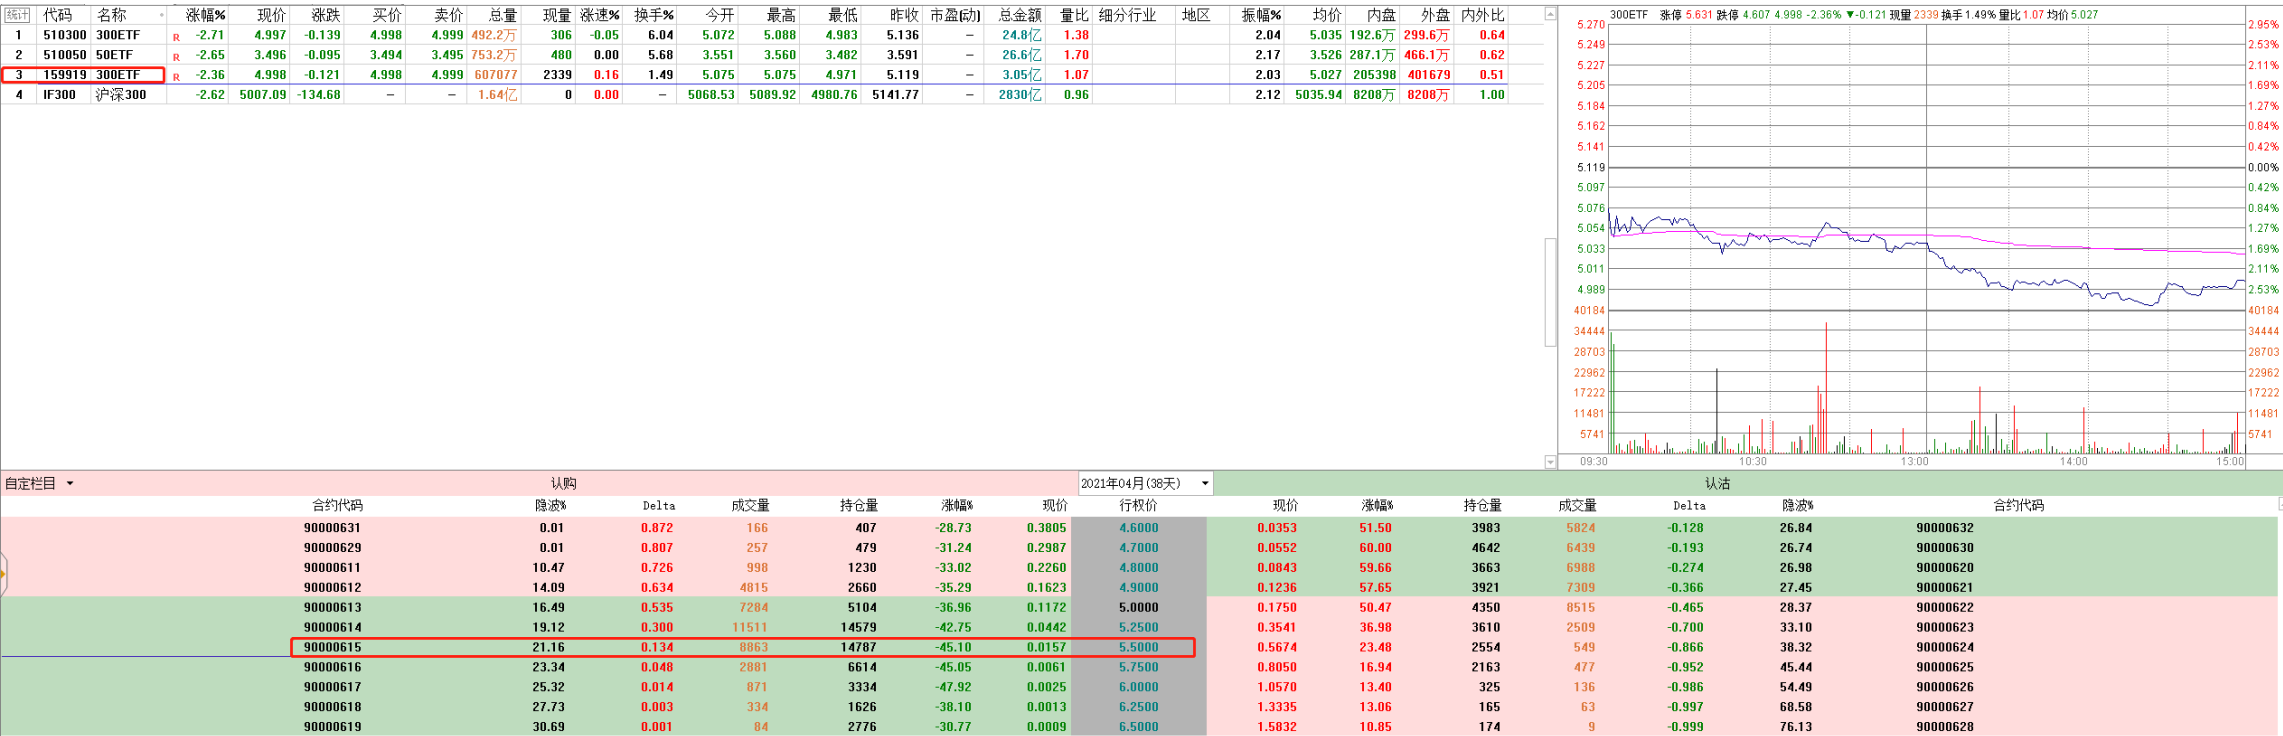 统计 代码 名称 涨幅% 现价 涨跌 买价 卖价 总量 现量 涨速% 换手% 今开 最高 最低 昨收 市盈(动) 总金额 量比 细分行业 地区 振幅% 均价 内盘 外盘 内外比
1 510300 300ETF R -2.71 4.997 -0.139 4.998 4.999 492.2万 306 -0.05 6.04 5.072 5.088 4.983 5.136 — 24.8亿 1.38 2.04 5.035 192.6万 299.6万 0.64
2 510050 50ETF R -2.65 3.496 -0.095 3.494 3.495 753.2万 480 0.00 5.68 3.551 3.560 3.482 3.591 — 26.6亿 1.70 2.17 3.526 287.1万 466.1万 0.62
3 159919 300ETF R -2.36 4.998 -0.121 4.998 4.999 607077 2339 0.16 1.49 5.075 5.075 4.971 5.119 — 3.05亿 1.07 2.03 5.027 205398 401679 0.51
4 IF300 沪深300 -2.62 5007.09 -134.68 — — 1.64亿 0 0.00 — 5068.53 5089.92 4980.76 5141.77 — 2830亿 0.96 2.12 5035.94 8208万 8208万 1.00
300ETF 涨停 5.631 跌停 4.607 4.998 -2.36% ▼-0.121 现量 2339 换手 1.49% 量比 1.07 均价 5.027
5.270 2.95%
5.249 2.53%
5.227 2.11%
5.205 1.69%
5.184 1.27%
5.162 0.84%
5.141 0.42%
5.119 0.00%
5.097 0.42%
5.076 0.84%
5.054 1.27%
5.033 1.69%
5.011 2.11%
4.989 2.53%
40184 40184
34444 34444
28703 28703
22962 22962
17222 17222
11481 11481
5741 5741
09:30 10:30 13:00 14:00 15:00
自定栏目 认购 2021年04月(38天) 认沽
合约代码 隐波% Delta 成交量 持仓量 涨幅% 现价 行权价 现价 涨幅% 持仓量 成交量 Delta 隐波% 合约代码
90000631 0.01 0.872 166 407 -28.73 0.3805 4.6000 0.0353 51.50 3983 5824 -0.128 26.84 90000632
90000629 0.01 0.807 257 479 -31.24 0.2987 4.7000 0.0552 60.00 4642 6439 -0.193 26.74 90000630
90000611 10.47 0.726 998 1230 -33.02 0.2260 4.8000 0.0843 59.66 3663 6988 -0.274 26.98 90000620
90000612 14.09 0.634 4815 2660 -35.29 0.1623 4.9000 0.1236 57.65 3921 7309 -0.366 27.45 90000621
90000613 16.49 0.535 7284 5104 -36.96 0.1172 5.0000 0.1750 50.47 4350 8515 -0.465 28.37 90000622
90000614 19.12 0.300 11511 14579 -42.75 0.0442 5.2500 0.3541 36.98 3610 2509 -0.700 33.10 90000623
90000615 21.16 0.134 8863 14787 -45.10 0.0157 5.5000 0.5674 23.48 2554 549 -0.866 38.32 90000624
90000616 23.34 0.048 2881 6614 -45.05 0.0061 5.7500 0.8050 16.94 2163 477 -0.952 45.44 90000625
90000617 25.32 0.014 871 3334 -47.92 0.0025 6.0000 1.0570 13.40 325 136 -0.986 54.49 90000626
90000618 27.73 0.003 334 1626 -38.10 0.0013 6.2500 1.3335 13.06 165 63 -0.997 68.58 90000627
90000619 30.69 0.001 84 2776 -30.77 0.0009 6.5000 1.5832 10.85 174 9 -0.999 76.13 90000628